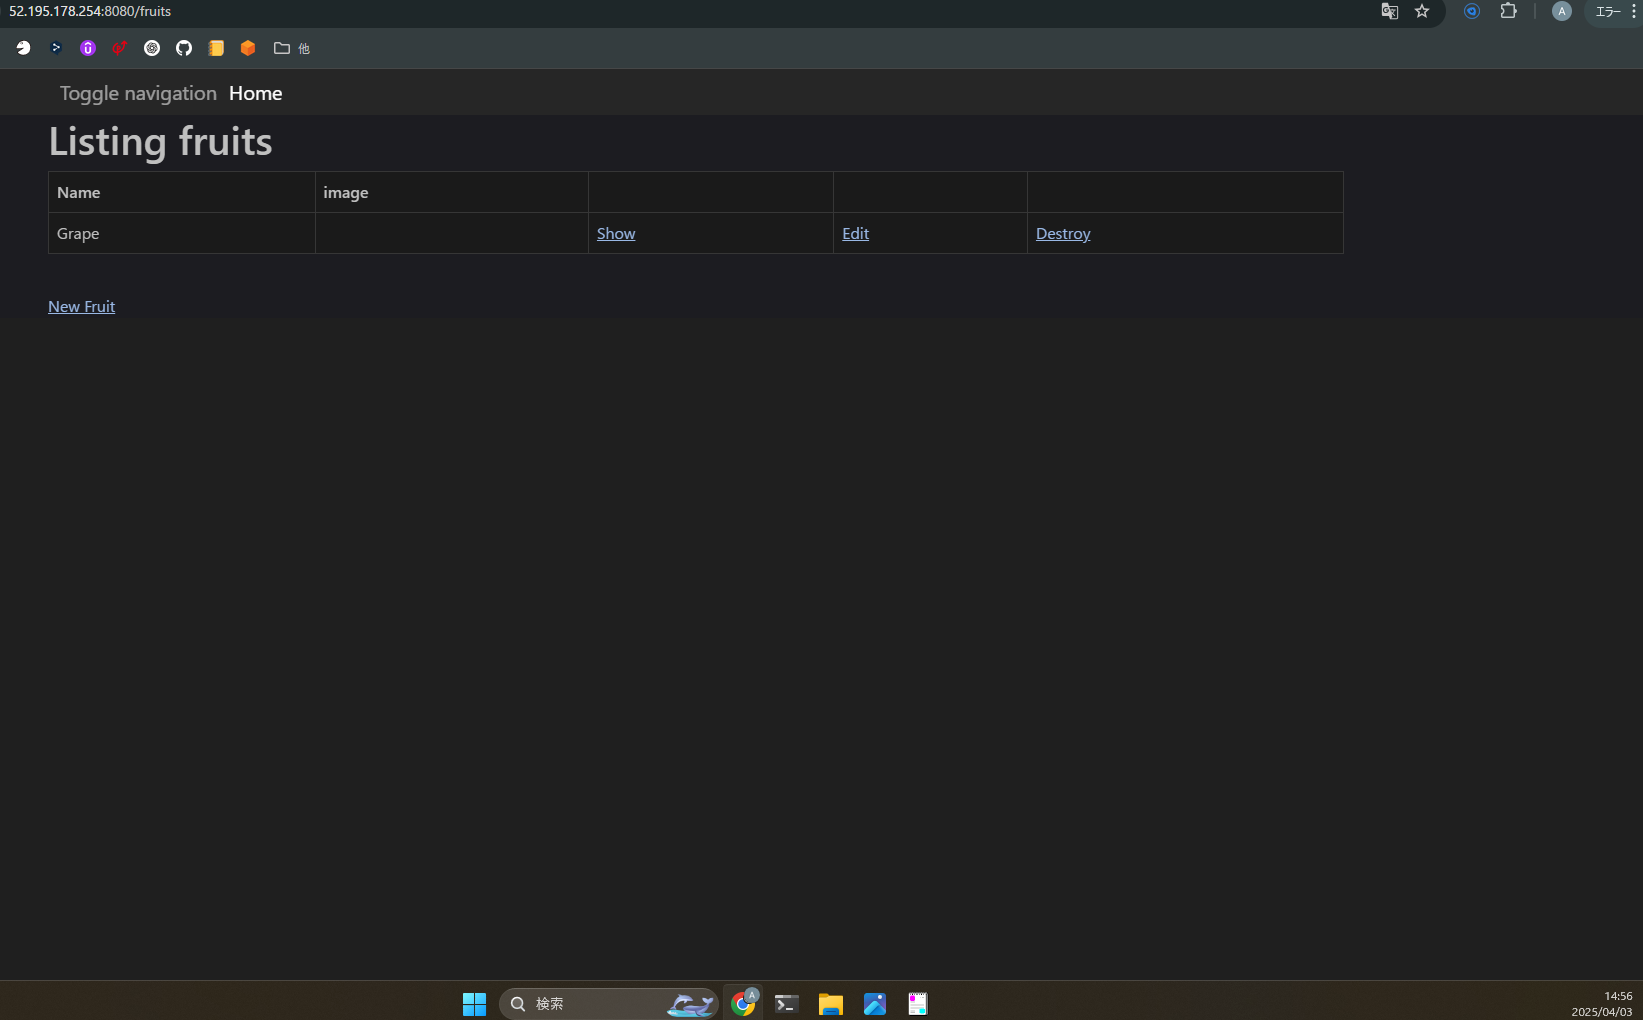 52.195.178.254:8080/fruits
A エラー
他
Toggle navigation Home
Listing fruits
Name image
Grape Show Edit Destroy
New Fruit
検索
A
14:56
2025/04/03